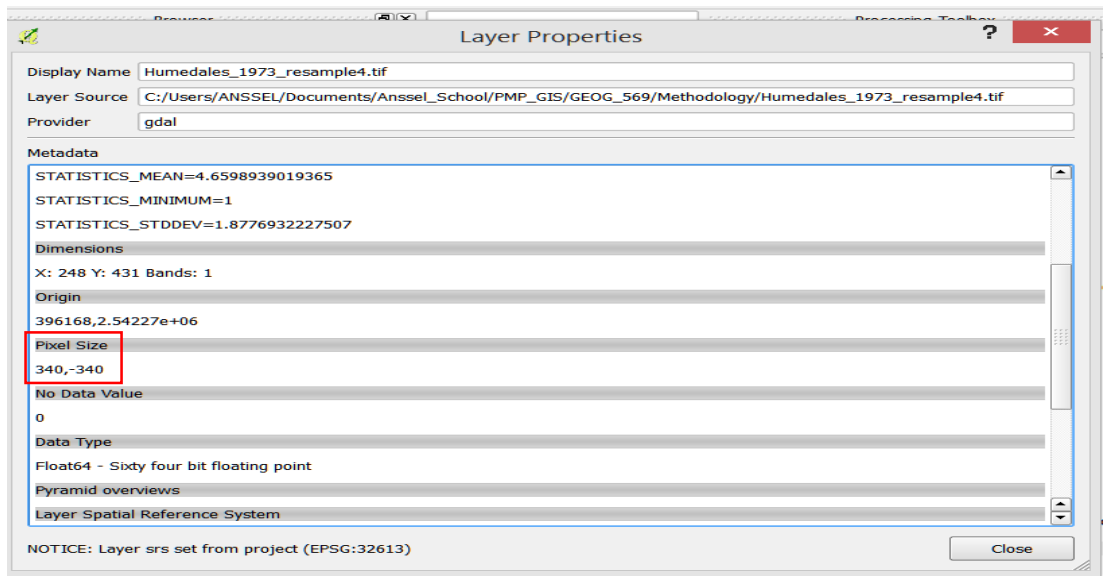 Browser
Processing Toolbox
Layer Properties
?
Display Name Humedales_1973_resample4.tif
Layer Source C:/Users/ANSSEL/Documents/Anssel_School/PMP_GIS/GEOG_569/Methodology/Humedales_1973_resample4.tif
Provider gdal
Metadata
STATISTICS_MEAN=4.6598939019365
STATISTICS_MINIMUM=1
STATISTICS_STDDEV=1.8776932227507
Dimensions
X: 248 Y: 431 Bands: 1
Origin
396168,2.54227e+06
Pixel Size
340,-340
No Data Value
0
Data Type
Float64 - Sixty four bit floating point
Pyramid overviews
Layer Spatial Reference System
NOTICE: Layer srs set from project (EPSG:32613)
Close